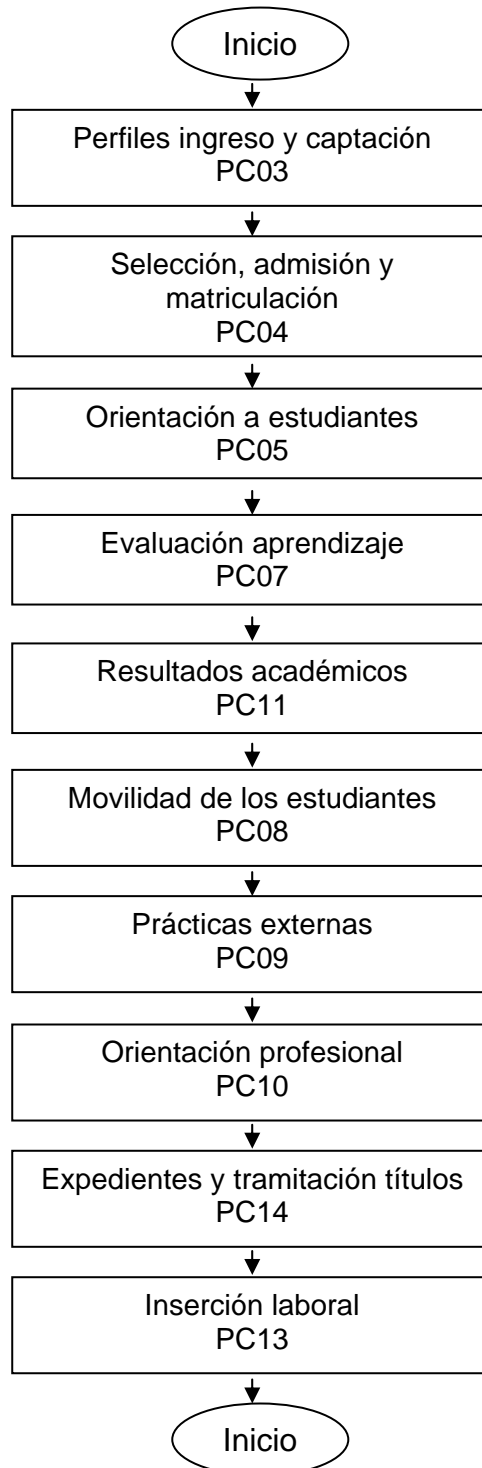 Inicio
Perfiles ingreso y captación
PC03
Selección, admisión y
matriculación
PC04
Orientación a estudiantes
PC05
Evaluación aprendizaje
PC07
Resultados académicos
PC11
Movilidad de los estudiantes
PC08
Prácticas externas
PC09
Orientación profesional
PC10
Expedientes y tramitación títulos
PC14
Inserción laboral
PC13
Inicio